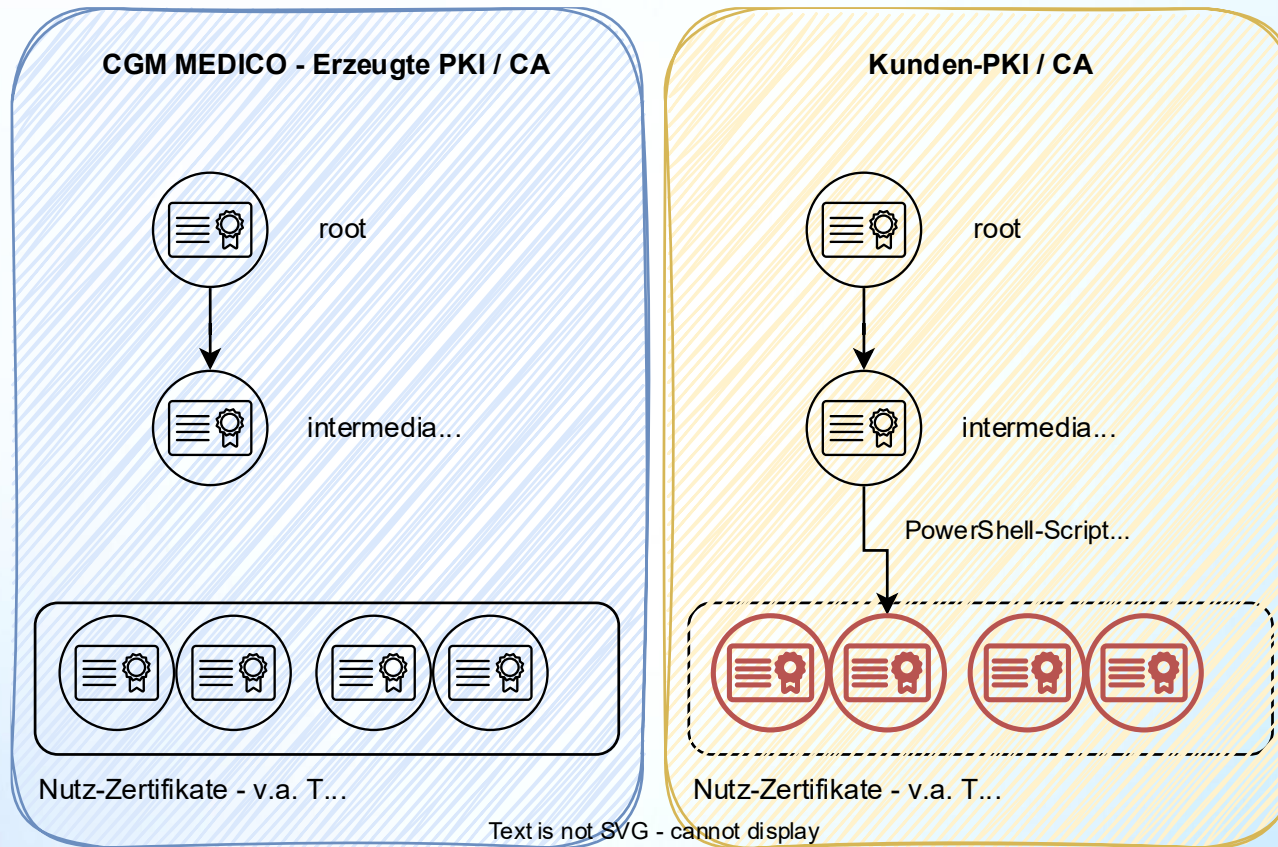 CGM MEDICO - Erzeugte PKI / CA
Kunden-PKI / CA
root
root
intermedia...
intermedia...
PowerShell-Script...
Nutz-Zertifikate - v.a. T...
Nutz-Zertifikate - v.a. T...
Text is not SVG - cannot display